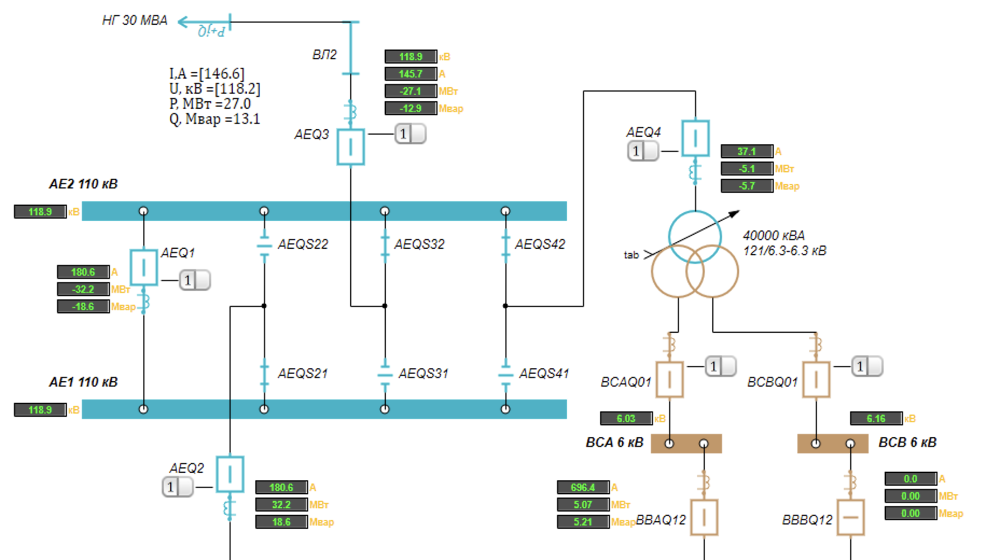 НГ 30 МВА
P+jQ
ВЛ2
118.9 кВ
145.7 А
-27.1 МВт
-12.9 Мвар
I,A =[146.6]
U, кВ =[118.2]
P, МВт =27.0
Q, Мвар =13.1
AEQ3
1
AEQ4
1
37.1 А
-5.1 МВт
-5.7 Мвар
AE2 110 кВ
118.9 кВ
AEQ1
1
180.6 А
-32.2 МВт
-18.6 Мвар
AEQS22
AEQS32
AEQS42
tab
40000 кВА
121/6.3-6.3 кВ
AEQS21
AEQS31
AEQS41
AE1 110 кВ
118.9 кВ
BCAQ01
1
BCBQ01
1
6.03 кВ
6.16 кВ
BCA 6 кВ
BCB 6 кВ
AEQ2
1
180.6 А
32.2 МВт
18.6 Мвар
696.4 А
5.07 МВт
5.21 Мвар
BBAQ12
BBBQ12
0.0 А
0.00 МВт
0.00 Мвар